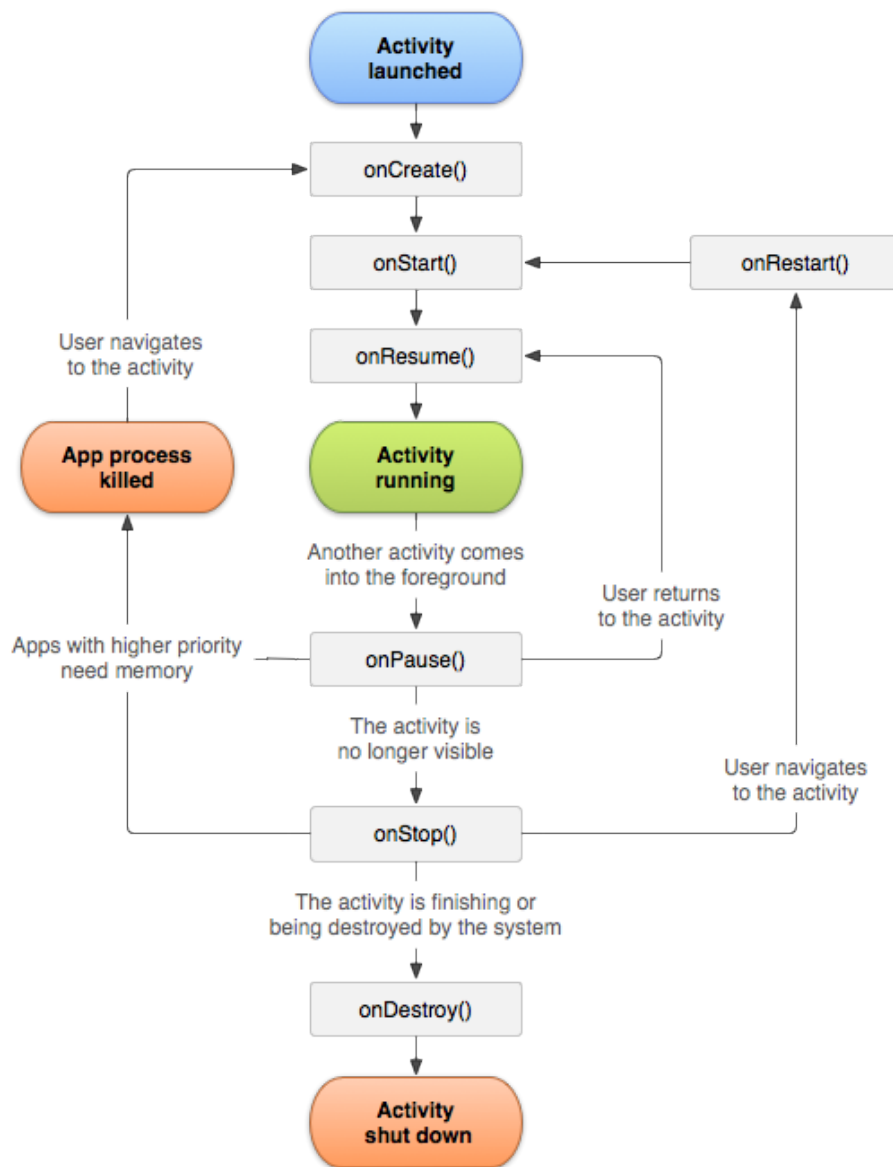 Activity
launched
onCreate()
onStart()
onRestart()
onResume()
User navigates
to the activity
App process
killed
Activity
running
Another activity comes
into the foreground
User returns
to the activity
Apps with higher priority
need memory
onPause()
The activity is
no longer visible
User navigates
to the activity
onStop()
The activity is finishing or
being destroyed by the system
onDestroy()
Activity
shut down